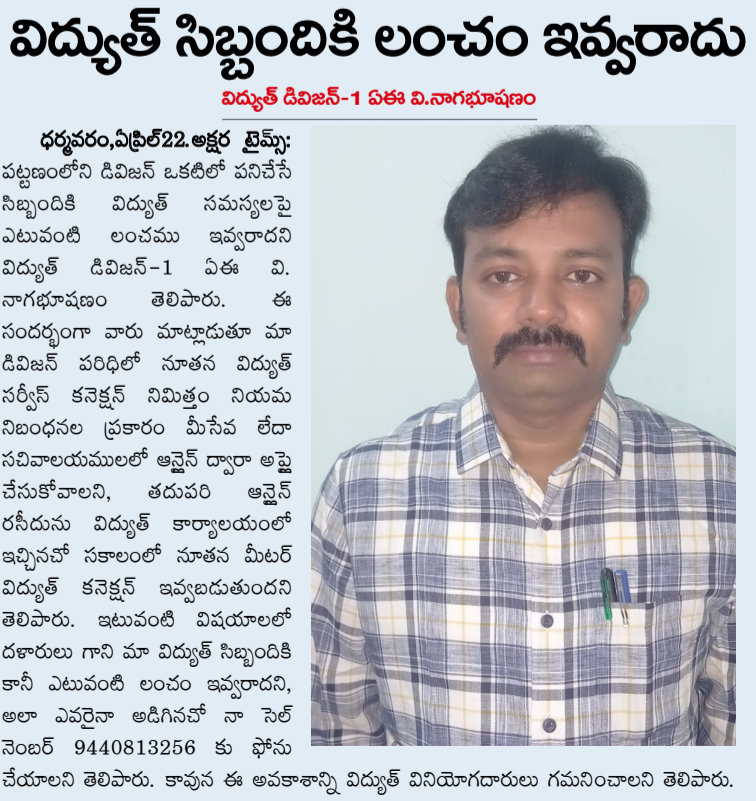 విద్యుత్ సిబ్బందికి లంచం ఇవ్వరాదు
విద్యుత్ డివిజన్-1 ఏఈ వి.నాగభూషణం
ధర్మవరం,ఏప్రిల్22.అక్షర టైమ్స్:
పట్టణంలోని డివిజన్ ఒకటిలో పనిచేసే
సిబ్బందికి విద్యుత్ సమస్యలపై
ఎటువంటి లంచము ఇవ్వరాదని
విద్యుత్ డివిజన్-1 ఏఈ వి.
నాగభూషణం తెలిపారు. ఈ
సందర్భంగా వారు మాట్లాడుతూ మా
డివిజన్ పరిధిలో నూతన విద్యుత్
సర్వీస్ కనెక్షన్ నిమిత్తం నియమ
నిబంధనల ప్రకారం మీసేవ లేదా
సచివాలయములలో ఆన్లైన్ ద్వారా అప్లై
చేసుకోవాలని, తదుపరి ఆన్లైన్
రసీదును విద్యుత్ కార్యాలయంలో
ఇచ్చినచో సకాలంలో నూతన మీటర్
విద్యుత్ కనెక్షన్ ఇవ్వబడుతుందని
తెలిపారు. ఇటువంటి విషయాలలో
దళారులు గాని మా విద్యుత్ సిబ్బందికి
కానీ ఎటువంటి లంచం ఇవ్వరాదని,
అలా ఎవరైనా అడిగినచో నా సెల్
నెంబర్ 9440813256 కు ఫోను
చేయాలని తెలిపారు. కావున ఈ అవకాశాన్ని విద్యుత్ వినియోగదారులు గమనించాలని తెలిపారు.